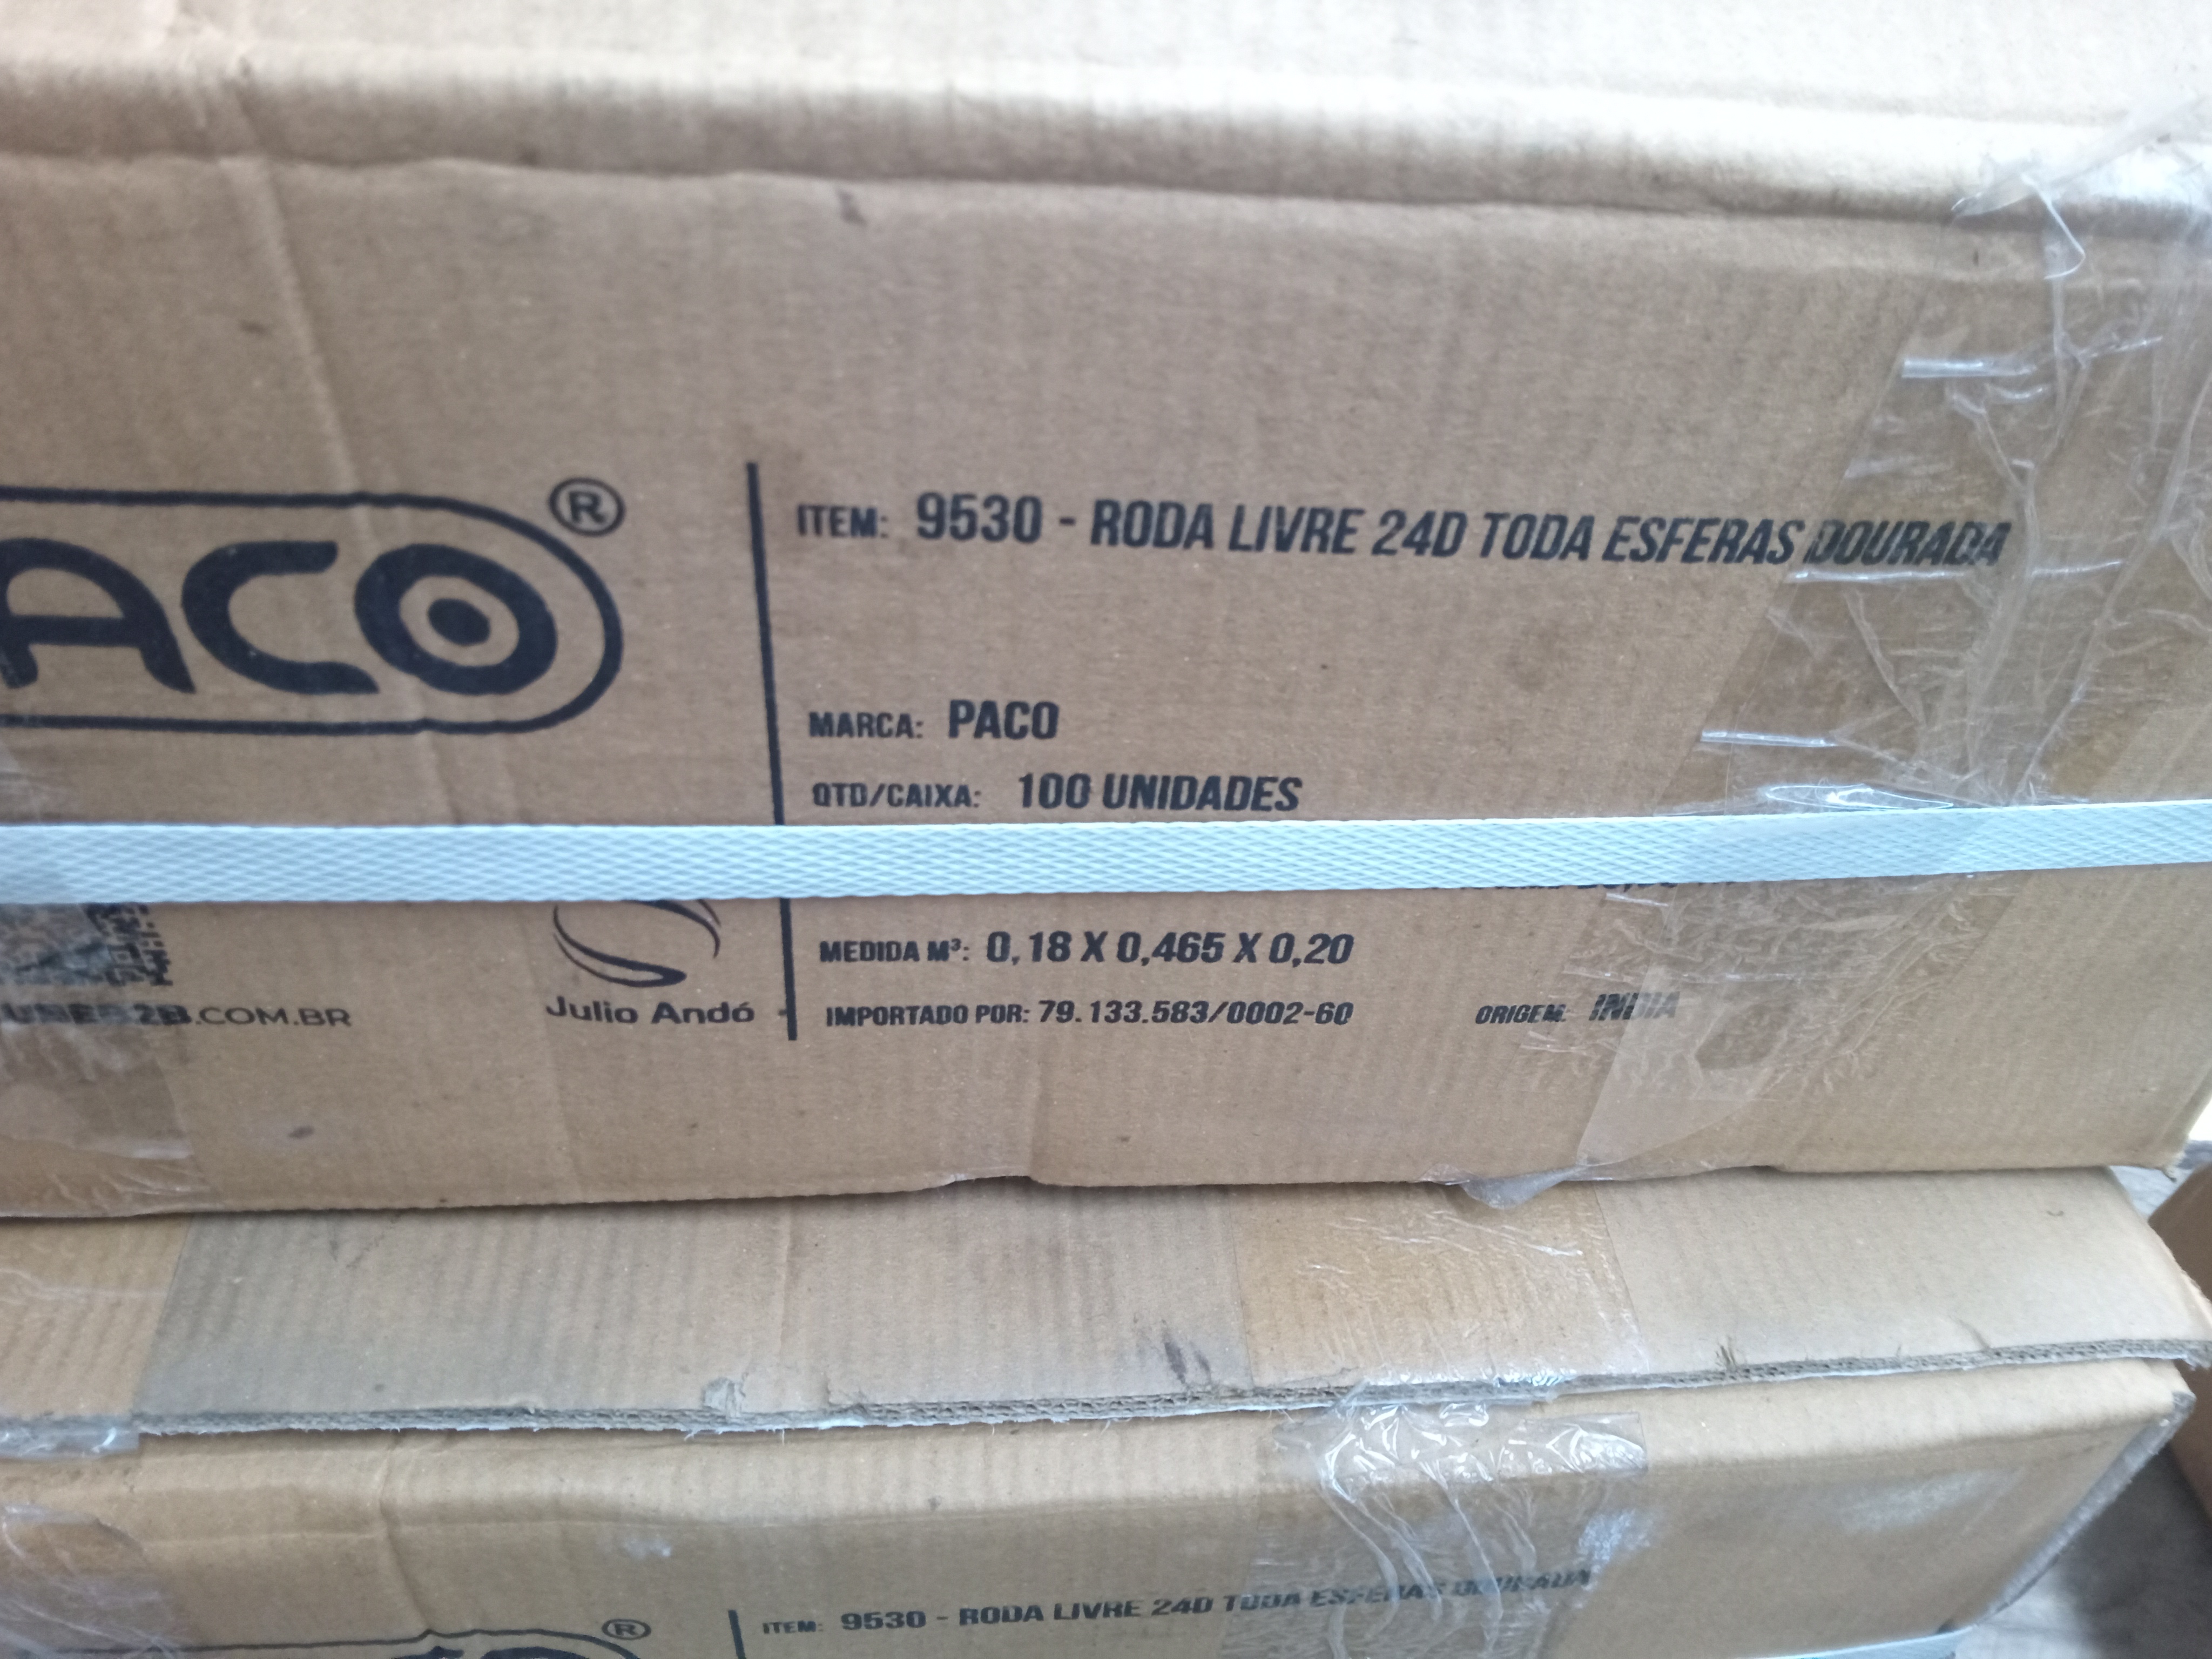 ACO ®
ITEM: 9530 - RODA LIVRE 24D TODA ESFERAS DOURADA
MARCA: PACO
QTD/CAIXA: 100 UNIDADES
MEDIDA M³: 0,18 X 0,465 X 0,20
.COM.BR
Julio Andó
IMPORTADO POR: 79.133.583/0002-60
ORIGEM: INDIA
®
ITEM: 9530 - RODA LIVRE 24D TODA ESFERAS DOURADA